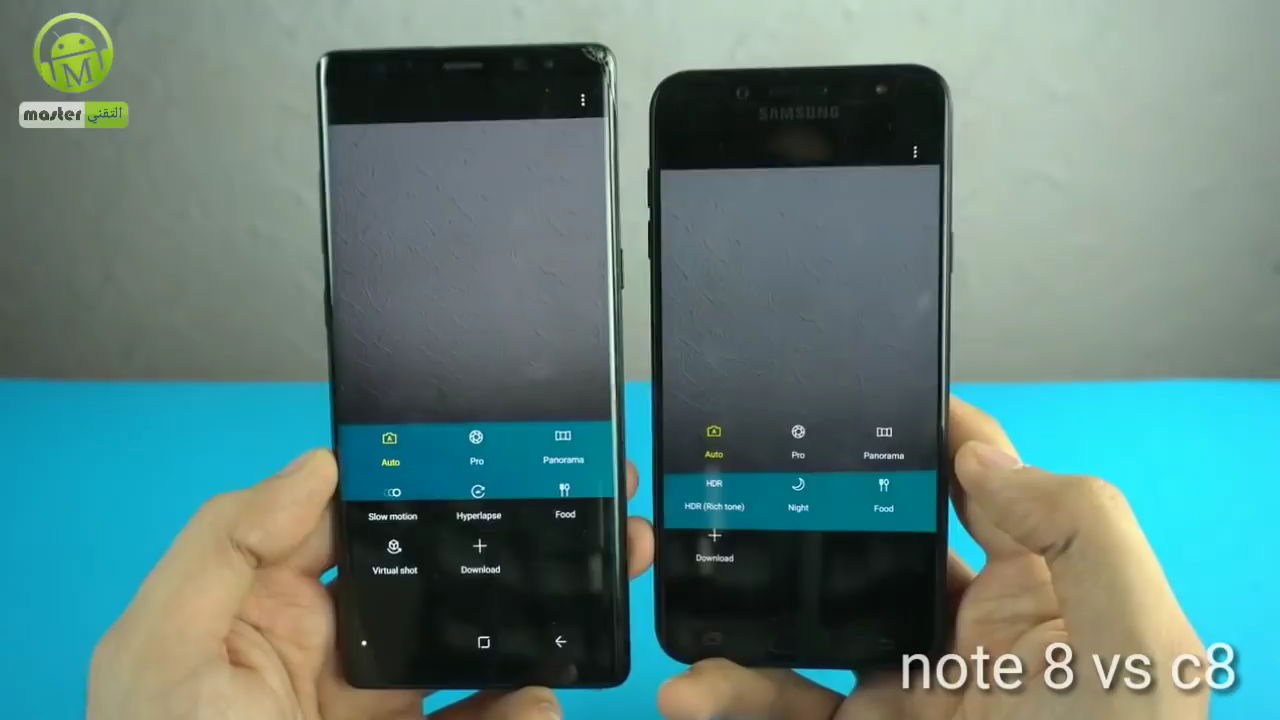 M
master التقني
SAMSUNG
Auto
Pro
Panorama
Slow motion
Hyperlapse
Food
Virtual shot
Download
Auto
Pro
Panorama
HDR
HDR (Rich tone)
Night
Food
Download
note 8 vs c8